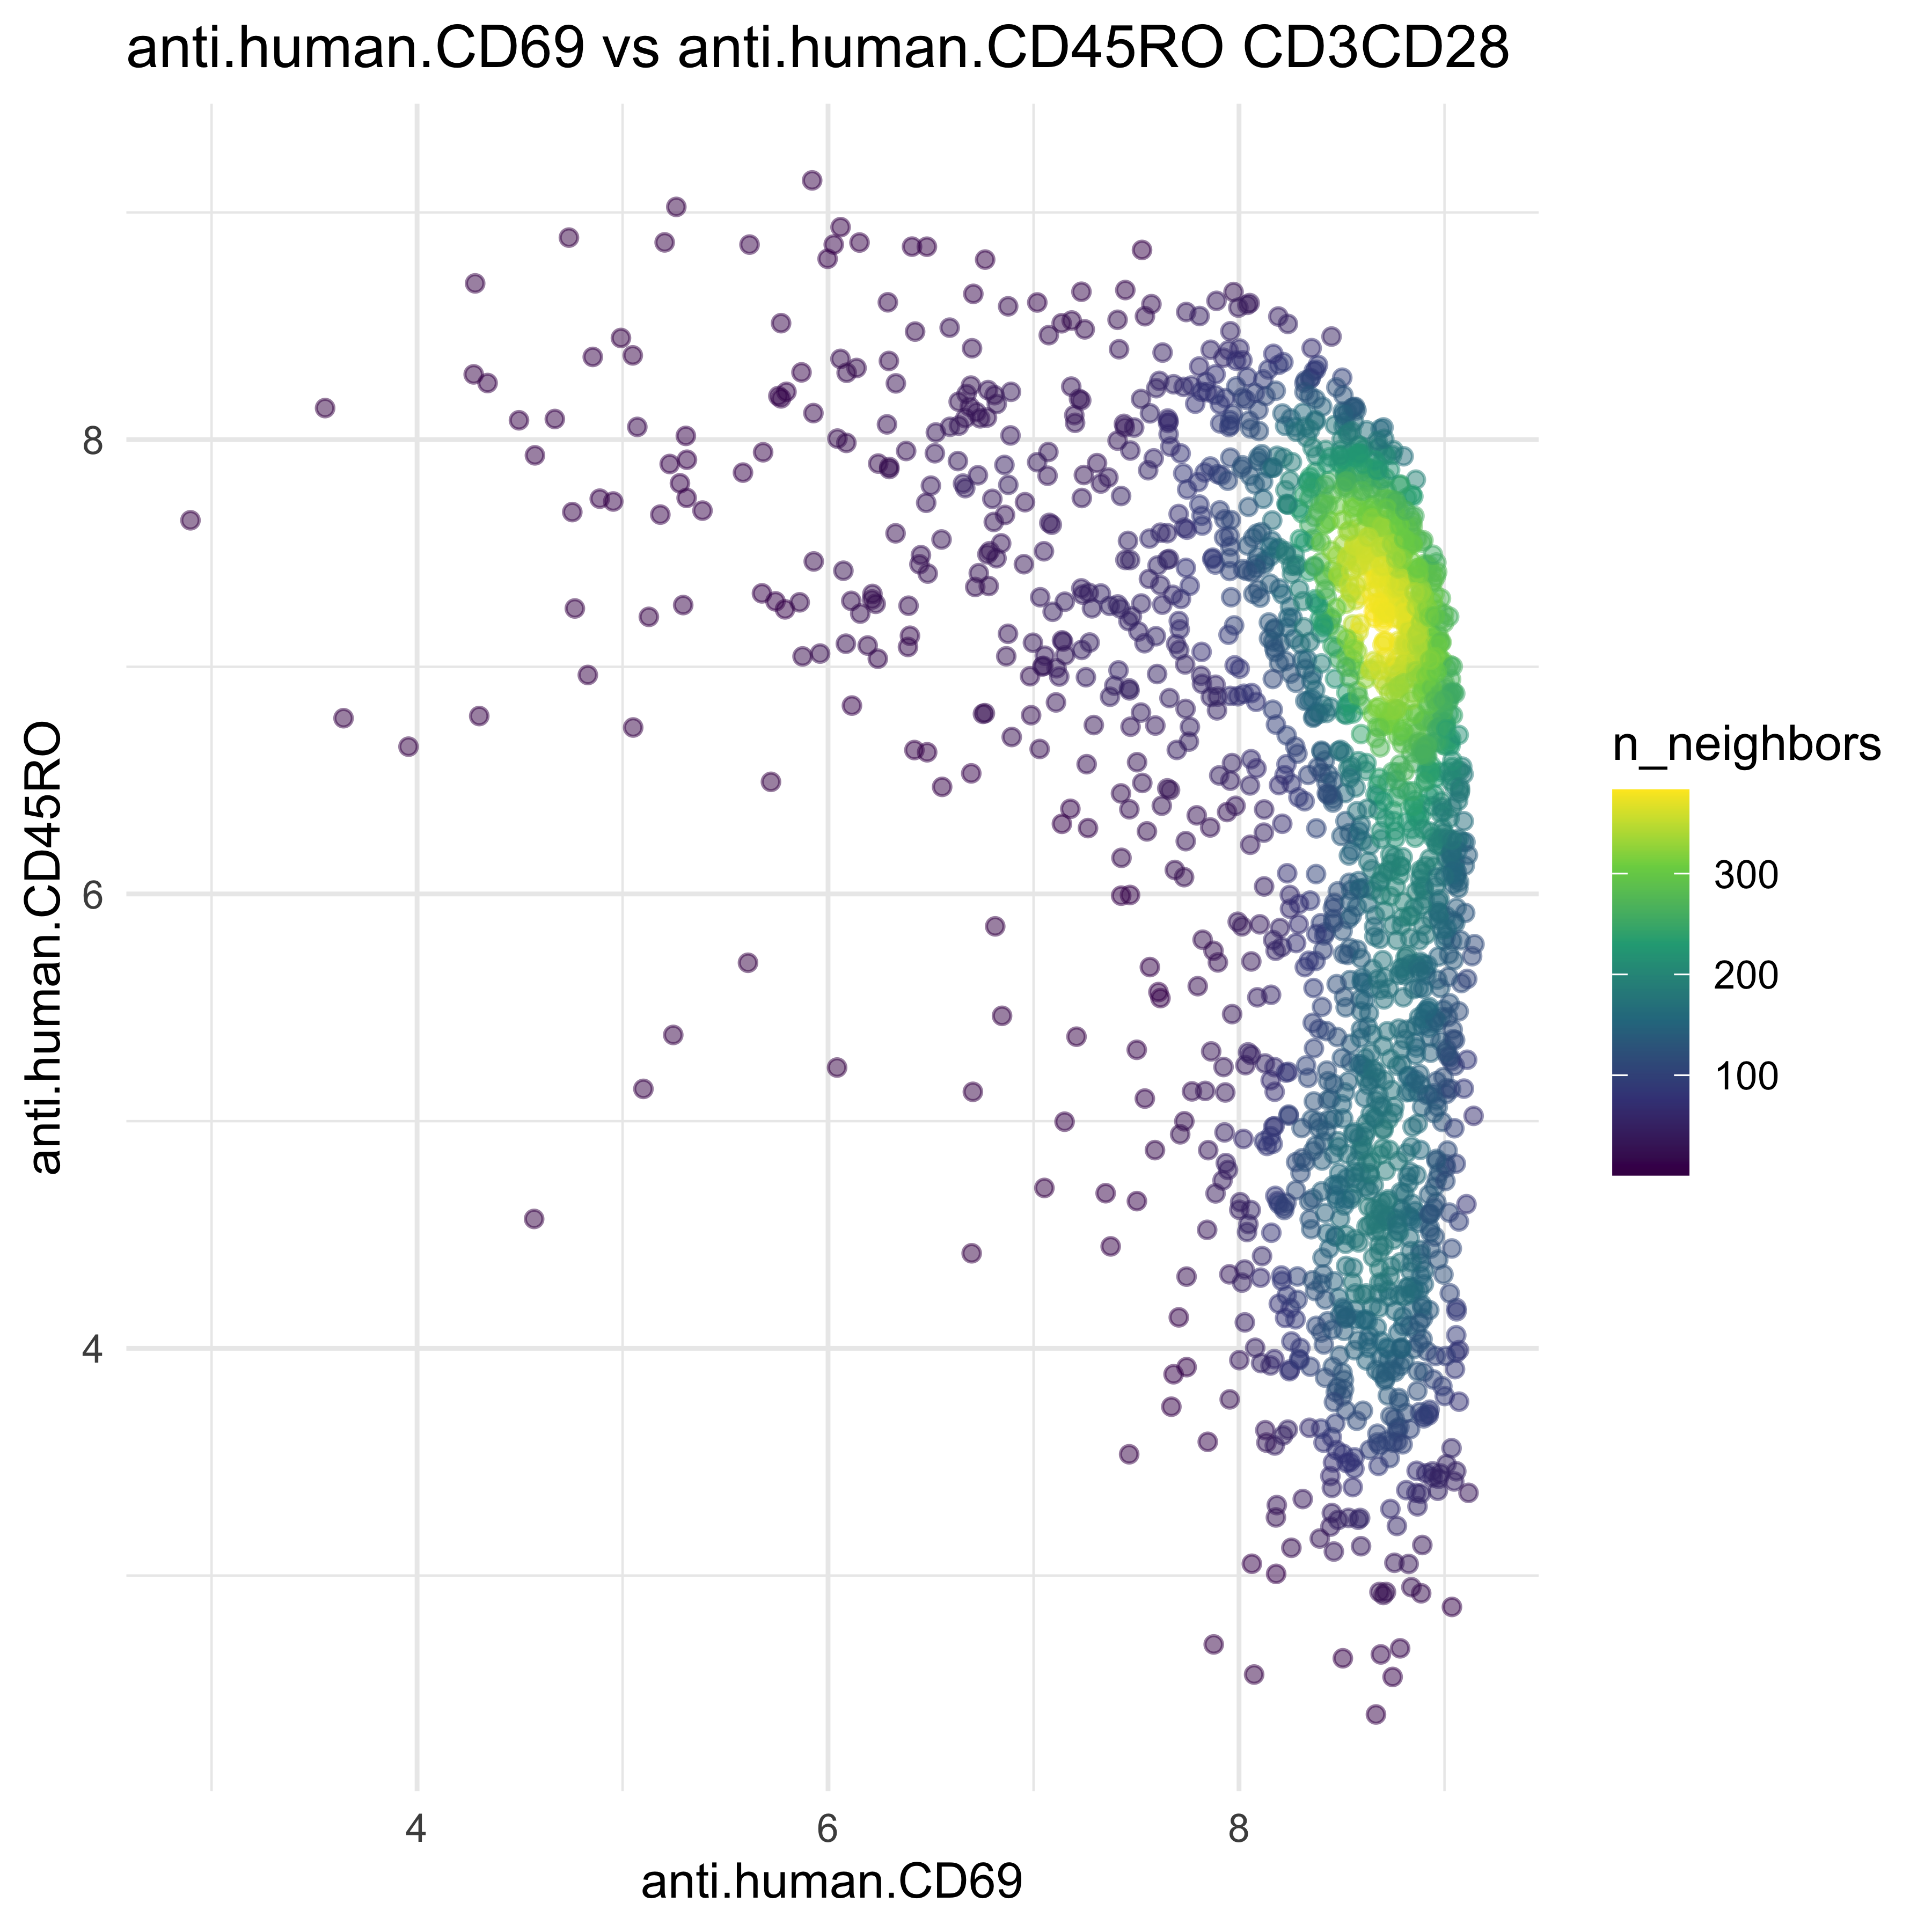 anti.human.CD69 vs anti.human.CD45RO CD3CD28
anti.human.CD45RO
8
6
4
4
6
8
anti.human.CD69
n_neighbors
300
200
100